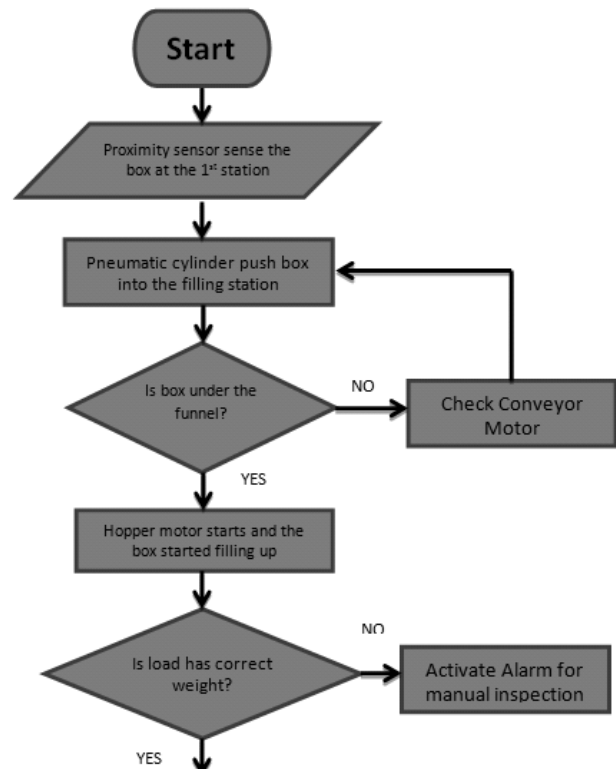 Start
Proximity sensor sense the
box at the 1st station
Pneumatic cylinder push box
into the filling station
Is box under the
funnel?
NO
Check Conveyor
Motor
YES
Hopper motor starts and the
box started filling up
Is load has correct
weight?
NO
Activate Alarm for
manual inspection
YES